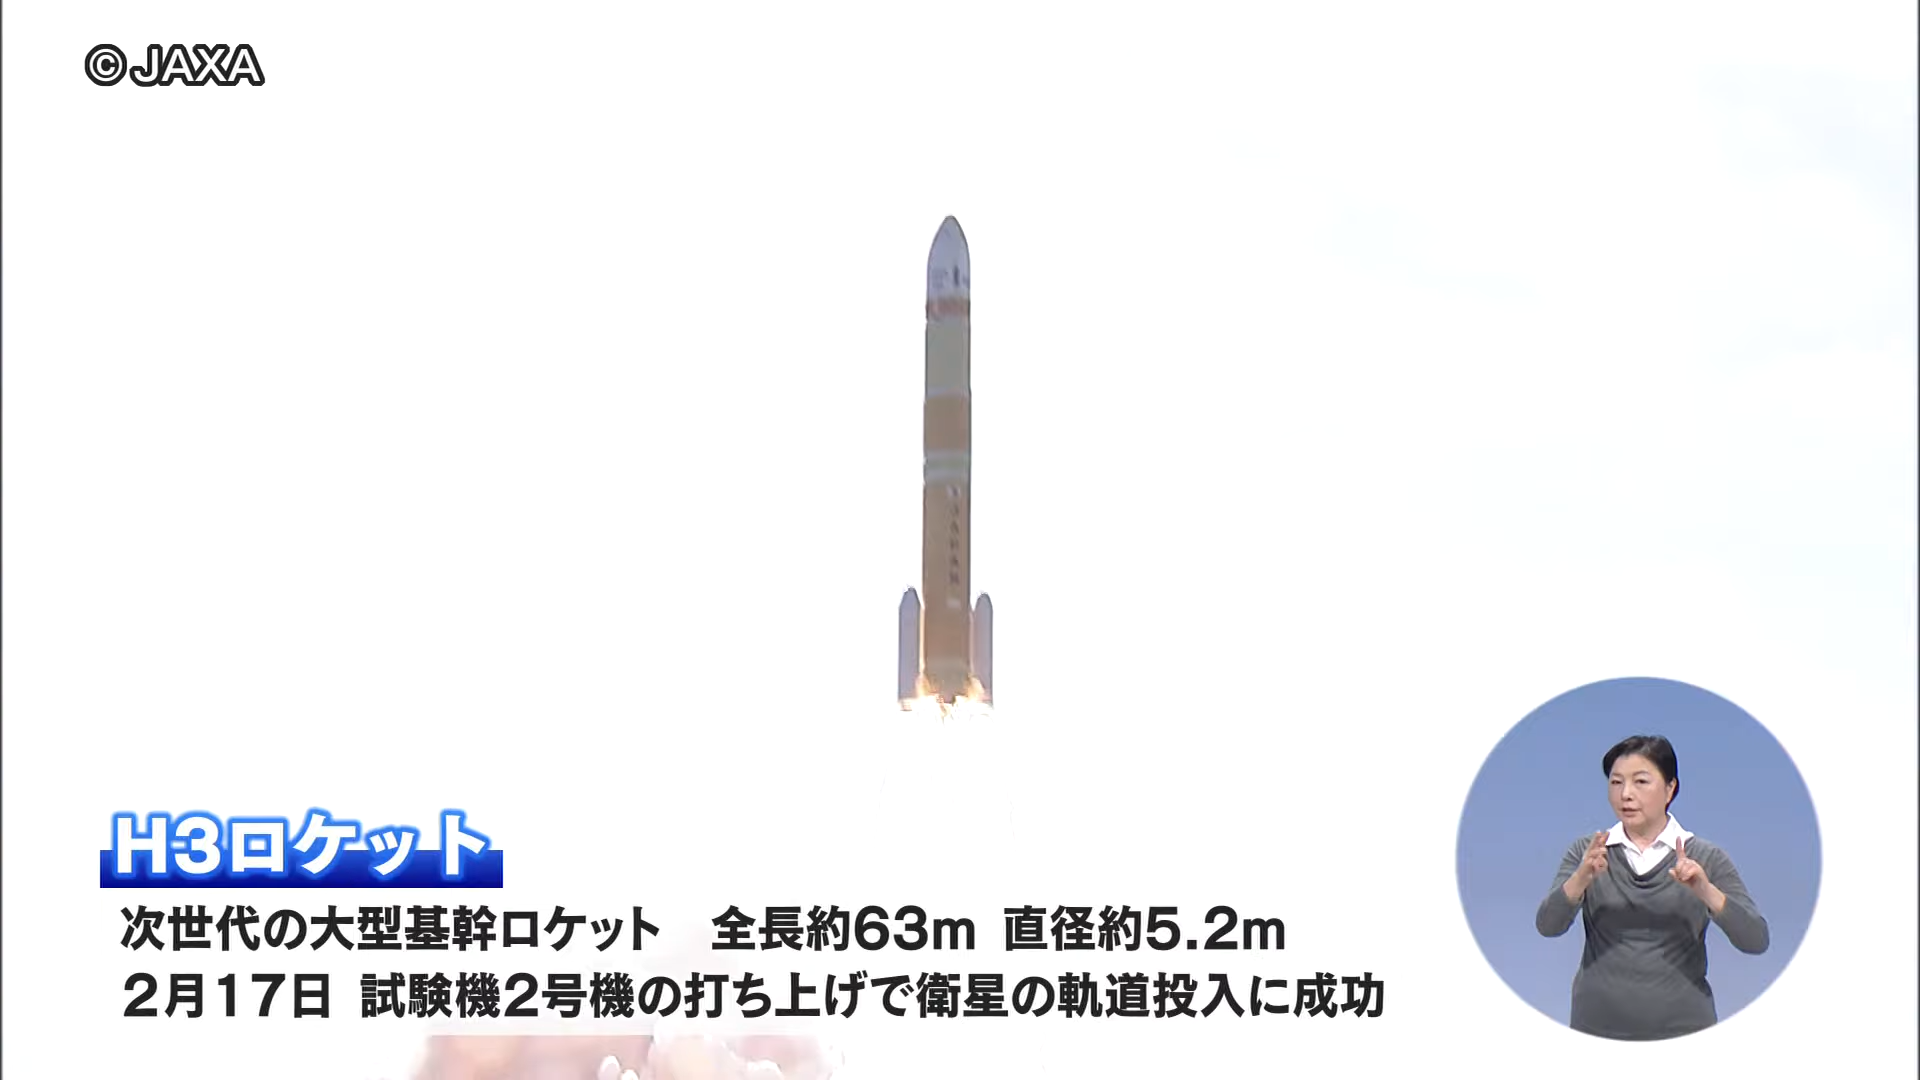 ©JAXA
H3ロケット
次世代の大型基幹ロケット　全長約63m 直径約5.2m
2月17日 試験機2号機の打ち上げで衛星の軌道投入に成功